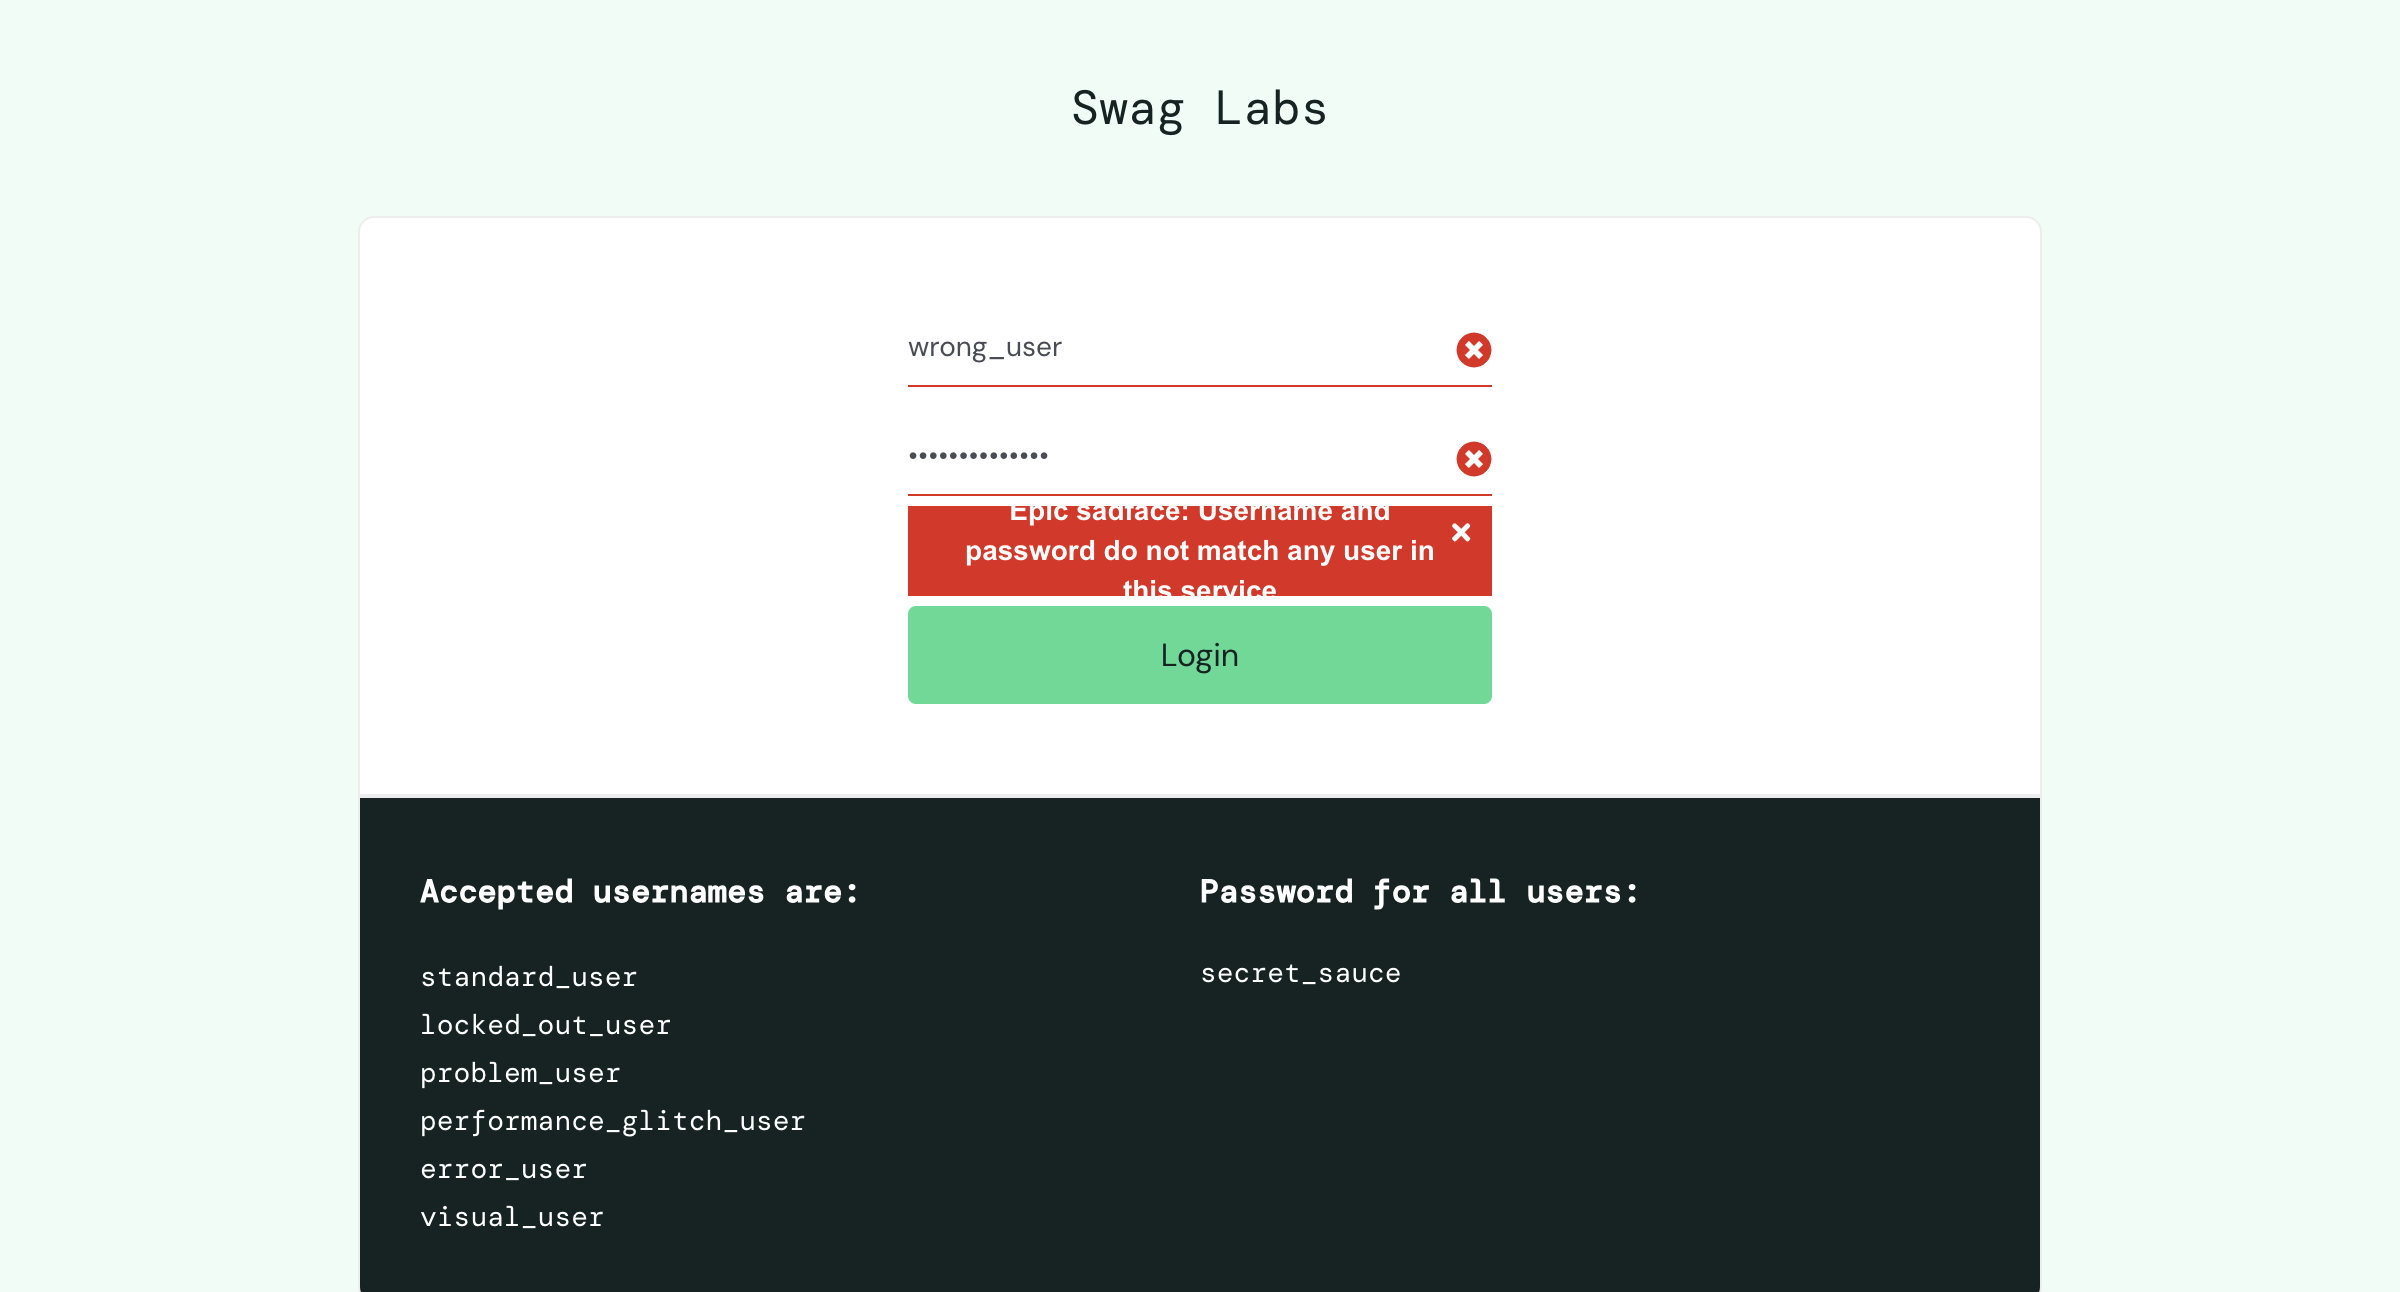 Swag Labs
wrong_user
••••••••••••••
Epic sadface: Username and
password do not match any user in
this service
Login
Accepted usernames are:
standard_user
locked_out_user
problem_user
performance_glitch_user
error_user
visual_user
Password for all users:
secret_sauce